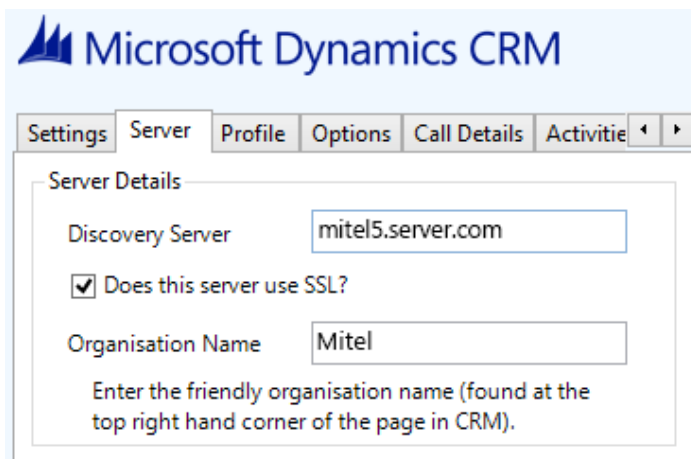 Microsoft Dynamics CRM
Settings Server Profile Options Call Details Activitie
Server Details
Discovery Server mitel5.server.com
Does this server use SSL?
Organisation Name Mitel
Enter the friendly organisation name (found at the
top right hand corner of the page in CRM).